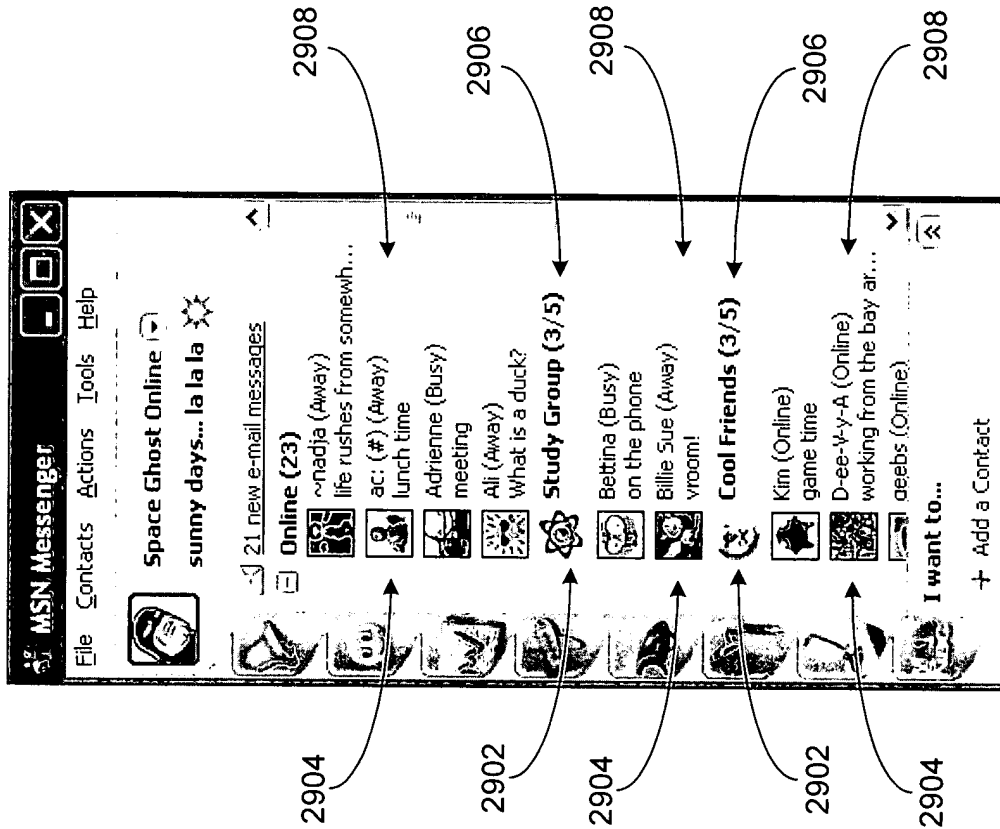 MSN Messenger
File Contacts Actions Tools Help
Space Ghost Online
sunny days... la la la
21 new e-mail messages
Online (23)
~nadja (Away)
life rushes from somewh...
ac: (#) (Away)
lunch time
Adrienne (Busy)
meeting
Ali (Away)
What is a duck?
Study Group (3/5)
Bettina (Busy)
on the phone
Billie Sue (Away)
vroom!
Cool Friends (3/5)
Kim (Online)
game time
D-ee-V-y-A (Online)
working from the bay ar...
geebs (Online)
I want to...
+ Add a Contact
2904
2902
2904
2902
2904
2908
2906
2908
2906
2908